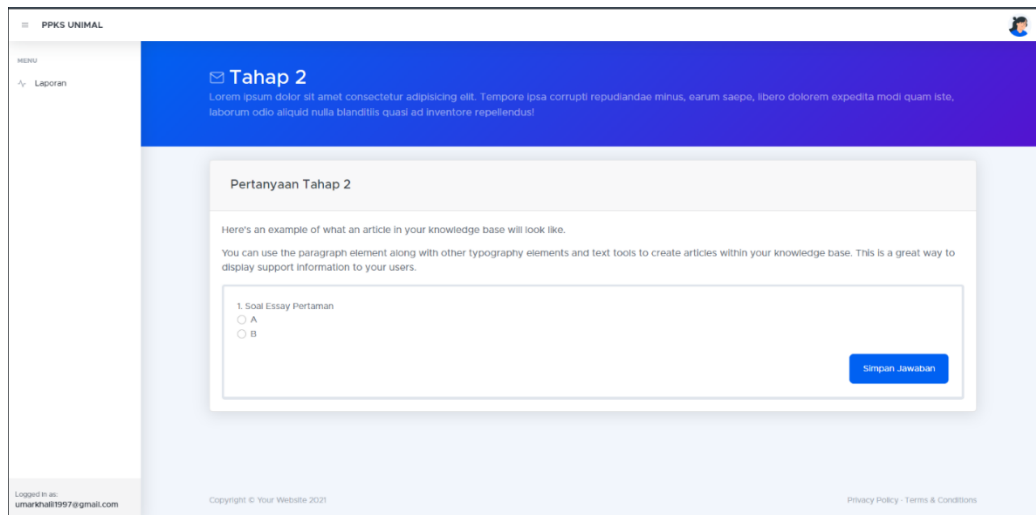 PPKS UNIMAL
MENU
Laporan
Tahap 2
Lorem ipsum dolor sit amet consectetur adipisicing elit. Tempore ipsa corrupti repudiandae minus, earum saepe, libero dolorem expedita modi quam iste,
laborum odio aliquid nulla blanditiis quasi ad inventore repellendus!
Pertanyaan Tahap 2
Here's an example of what an article in your knowledge base will look like.
You can use the paragraph element along with other typography elements and text tools to create articles within your knowledge base. This is a great way to
display support information to your users.
1. Soal Essay Pertaman
A
B
Simpan Jawaban
Logged in as:
umarkhalil1997@gmail.com
Copyright © Your Website 2021
Privacy Policy · Terms & Conditions